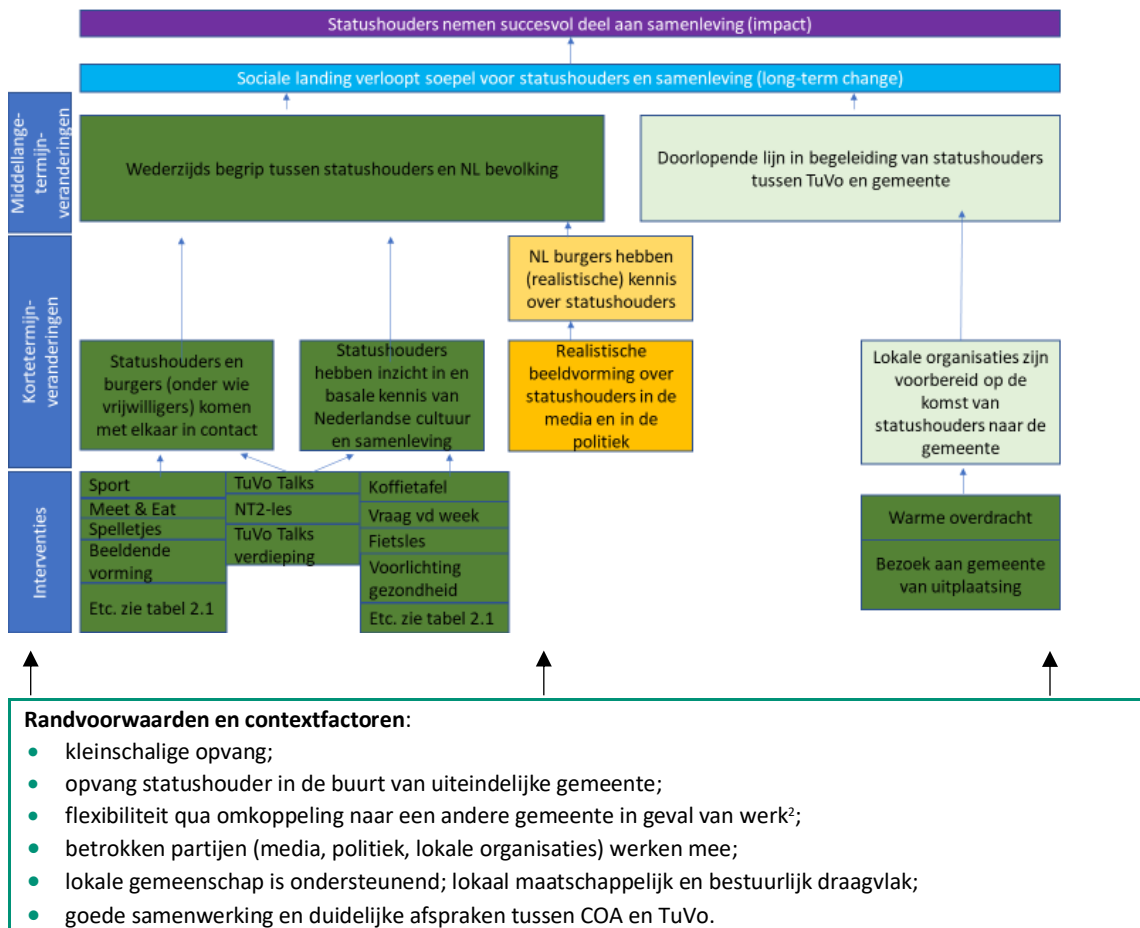 Statushouders nemen succesvol deel aan samenleving (impact)
Sociale landing verloopt soepel voor statushouders en samenleving (long-term change)
Middellange-
termijn-
veranderingen
Wederzijds begrip tussen statushouders en NL bevolking
Doorlopende lijn in begeleiding van statushouders
tussen TuVo en gemeente
Kortetermijn-
veranderingen
NL burgers hebben
(realistische) kennis
over statushouders
Statushouders en
burgers (onder wie
vrijwilligers) komen
met elkaar in contact
Statushouders
hebben inzicht in en
basale kennis van
Nederlandse cultuur
en samenleving
Realistische
beeldvorming over
statushouders in de
media en in de
politiek
Lokale organisaties zijn
voorbereid op de
komst van
statushouders naar de
gemeente
Interventies
Sport
Meet & Eat
Spelletjes
Beeldende
vorming
Etc. zie tabel 2.1
TuVo Talks
NT2-les
TuVo Talks
verdieping
Koffietafel
Vraag vd week
Fietsles
Voorlichting
gezondheid
Etc. zie tabel 2.1
Warme overdracht
Bezoek aan gemeente
van uitplaatsing
Randvoorwaarden en contextfactoren:
• kleinschalige opvang;
• opvang statushouder in de buurt van uiteindelijke gemeente;
• flexibiliteit qua omkoppeling naar een andere gemeente in geval van werk²;
• betrokken partijen (media, politiek, lokale organisaties) werken mee;
• lokale gemeenschap is ondersteunend; lokaal maatschappelijk en bestuurlijk draagvlak;
• goede samenwerking en duidelijke afspraken tussen COA en TuVo.